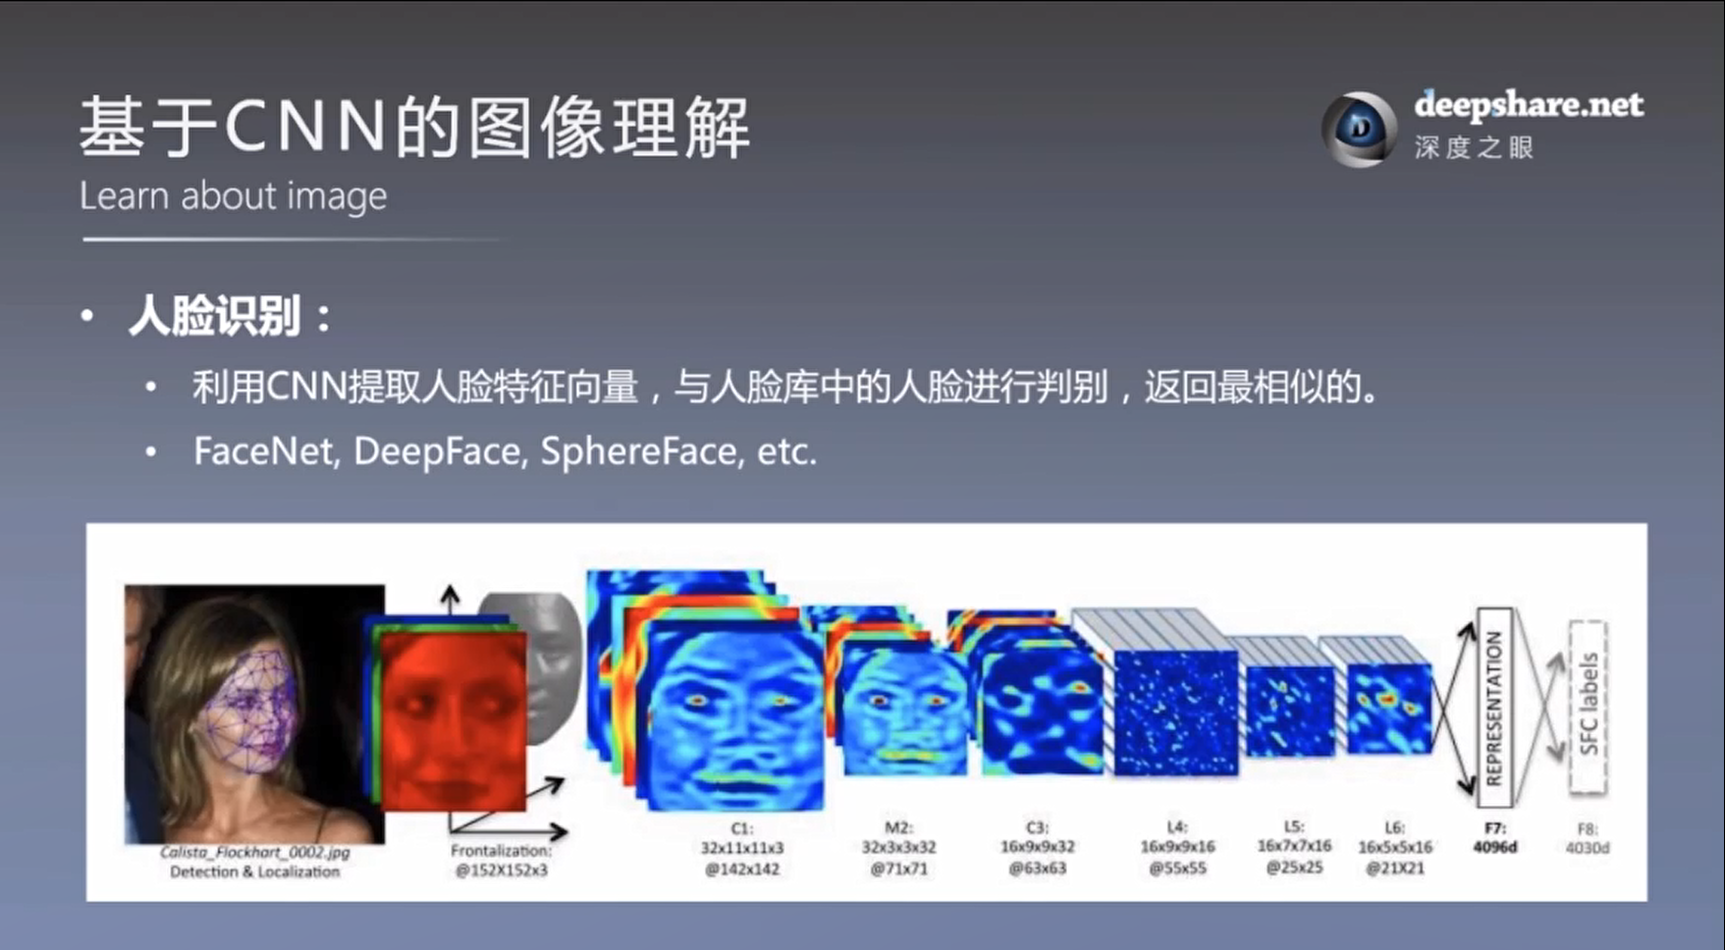 基于CNN的图像理解
Learn about image
deepshare.net
深度之眼
• 人脸识别：
• 利用CNN提取人脸特征向量，与人脸库中的人脸进行判别，返回最相似的。
• FaceNet, DeepFace, SphereFace, etc.
Calista_Flockhart_0002.jpg
Detection & Localization
Frontalization:
@152X152x3
C1:
32x11x11x3
@142x142
M2:
32x3x3x32
@71x71
C3:
16x9x9x32
@63x63
L4:
16x9x9x16
@55x55
L5:
16x7x7x16
@25x25
L6:
16x5x5x16
@21X21
REPRESENTATION
F7:
4096d
SFC labels
F8:
4030d